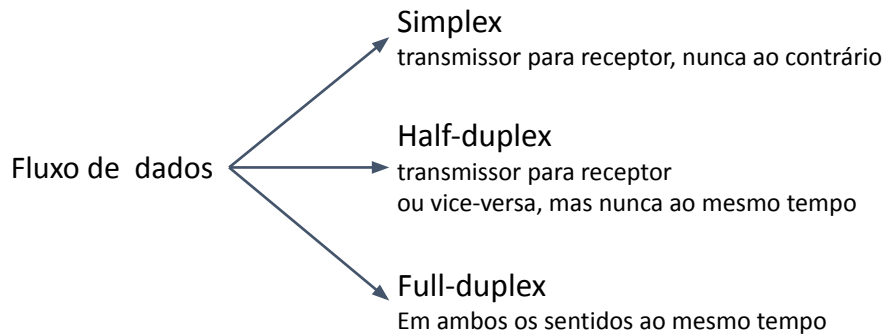 Simplex
transmissor para receptor, nunca ao contrário
Half-duplex
Fluxo de dados
transmissor para receptor
ou vice-versa, mas nunca ao mesmo tempo
Full-duplex
Em ambos os sentidos ao mesmo tempo